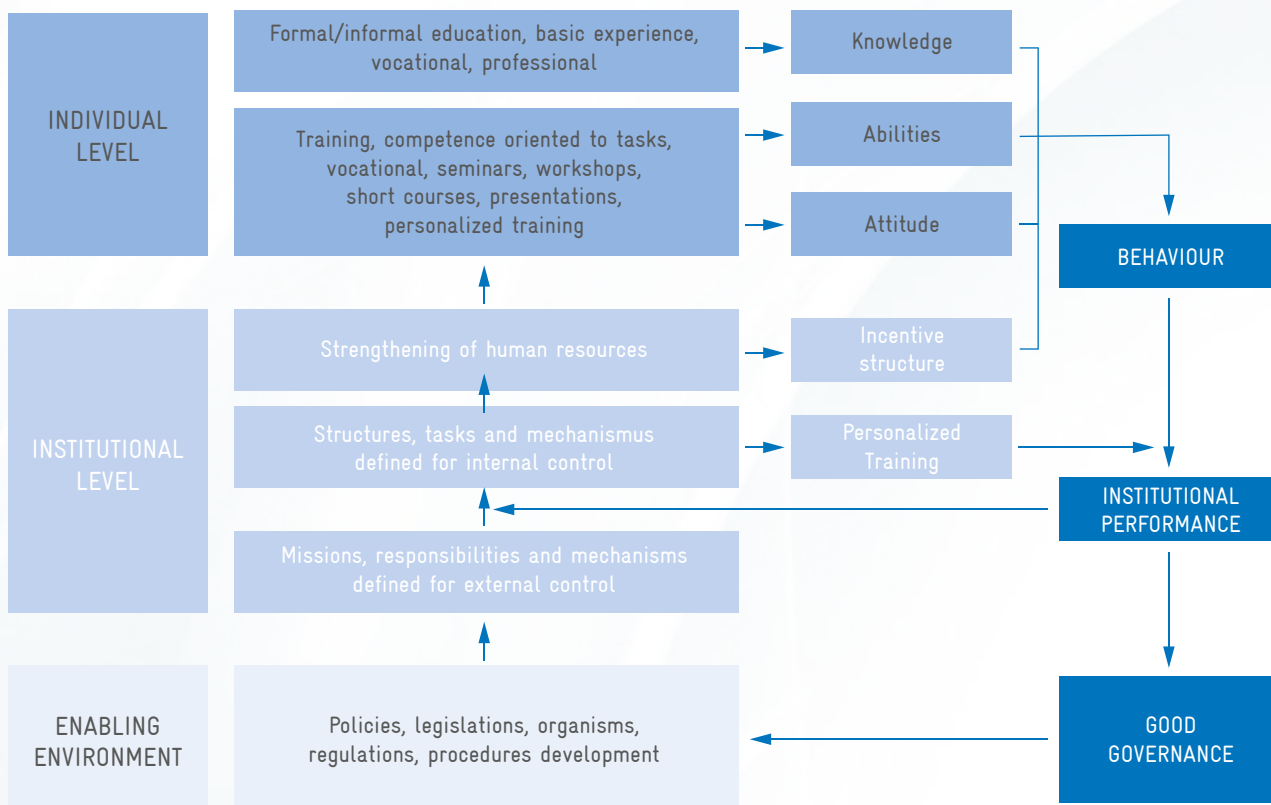 INDIVIDUAL
LEVEL
Formal/informal education, basic experience,
vocational, professional
Knowledge
Training, competence oriented to tasks,
vocational, seminars, workshops,
short courses, presentations,
personalized training
Abilities
Attitude
BEHAVIOUR
INSTITUTIONAL
LEVEL
Strengthening of human resources
Incentive
structure
Structures, tasks and mechanismus
defined for internal control
Personalized
Training
INSTITUTIONAL
PERFORMANCE
Missions, responsibilities and mechanisms
defined for external control
ENABLING
ENVIRONMENT
Policies, legislations, organisms,
regulations, procedures development
GOOD
GOVERNANCE